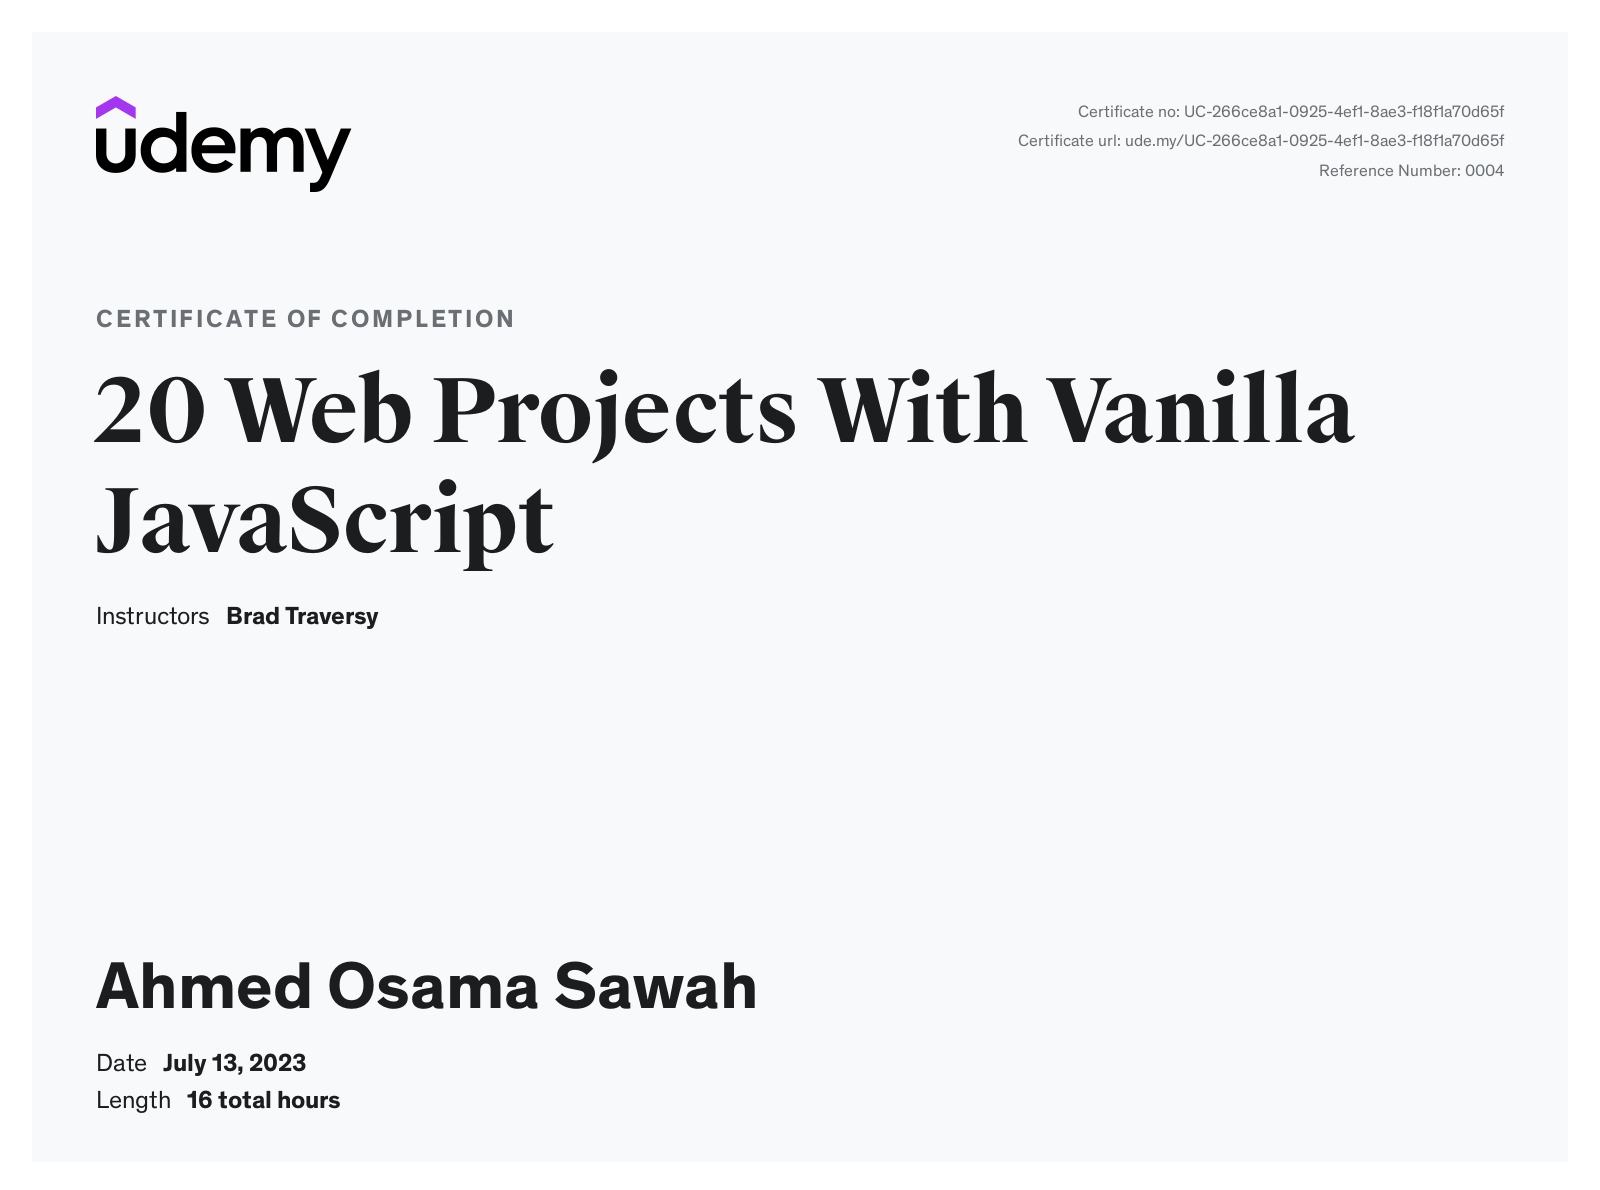 udemy
Certificate no: UC-266ce8a1-0925-4ef1-8ae3-f18f1a70d65f
Certificate url: ude.my/UC-266ce8a1-0925-4ef1-8ae3-f18f1a70d65f
Reference Number: 0004
CERTIFICATE OF COMPLETION
20 Web Projects With Vanilla
JavaScript
Instructors Brad Traversy
Ahmed Osama Sawah
Date July 13, 2023
Length 16 total hours